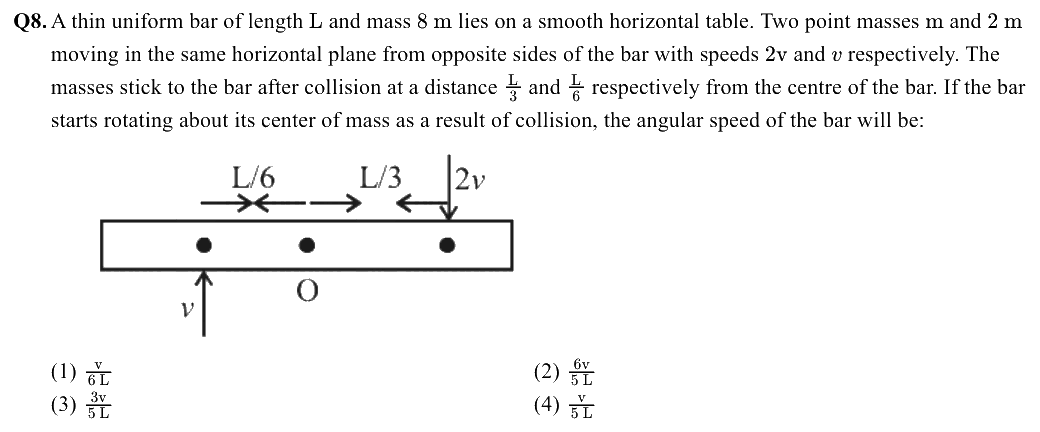 Q8. A thin uniform bar of length L and mass 8 m lies on a smooth horizontal table. Two point masses m and 2 m
moving in the same horizontal plane from opposite sides of the bar with speeds 2v and v respectively. The
masses stick to the bar after collision at a distance L/3 and L/6 respectively from the centre of the bar. If the bar
starts rotating about its center of mass as a result of collision, the angular speed of the bar will be:
L/6 L/3 2v
v O
(1) v/6 L (2) 6v/5 L
(3) 3v/5 L (4) v/5 L